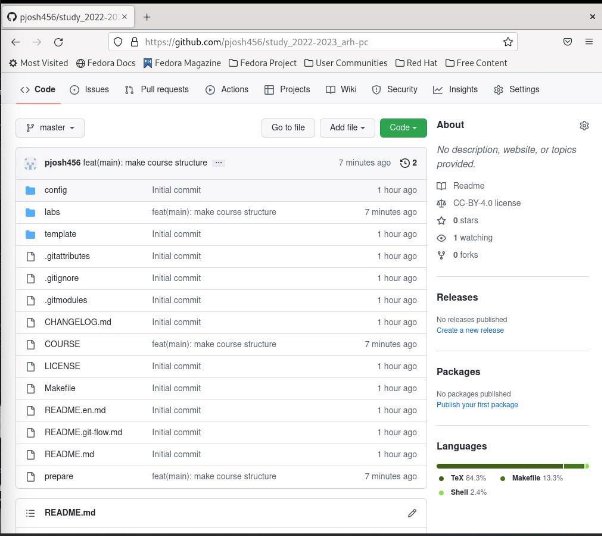 pjosh456/study_2022-20
https://github.com/pjosh456/study_2022-2023_arh-pc
Most Visited Fedora Docs Fedora Magazine Fedora Project User Communities Red Hat Free Content
Code Issues Pull requests Actions Projects Wiki Security Insights Settings
master Go to file Add file Code
pjosh456 feat(main): make course structure ... 7 minutes ago 2
config Initial commit 1 hour ago
labs feat(main): make course structure 7 minutes ago
template Initial commit 1 hour ago
.gitattributes Initial commit 1 hour ago
.gitignore Initial commit 1 hour ago
.gitmodules Initial commit 1 hour ago
CHANGELOG.md Initial commit 1 hour ago
COURSE feat(main): make course structure 7 minutes ago
LICENSE Initial commit 1 hour ago
Makefile Initial commit 1 hour ago
README.en.md Initial commit 1 hour ago
README.git-flow.md Initial commit 1 hour ago
README.md Initial commit 1 hour ago
prepare feat(main): make course structure 7 minutes ago
README.md
About
No description, website, or topics
provided.
Readme
CC-BY-4.0 license
0 stars
1 watching
0 forks
Releases
No releases published
Create a new release
Packages
No packages published
Publish your first package
Languages
TeX 84.3% Makefile 13.3%
Shell 2.4%